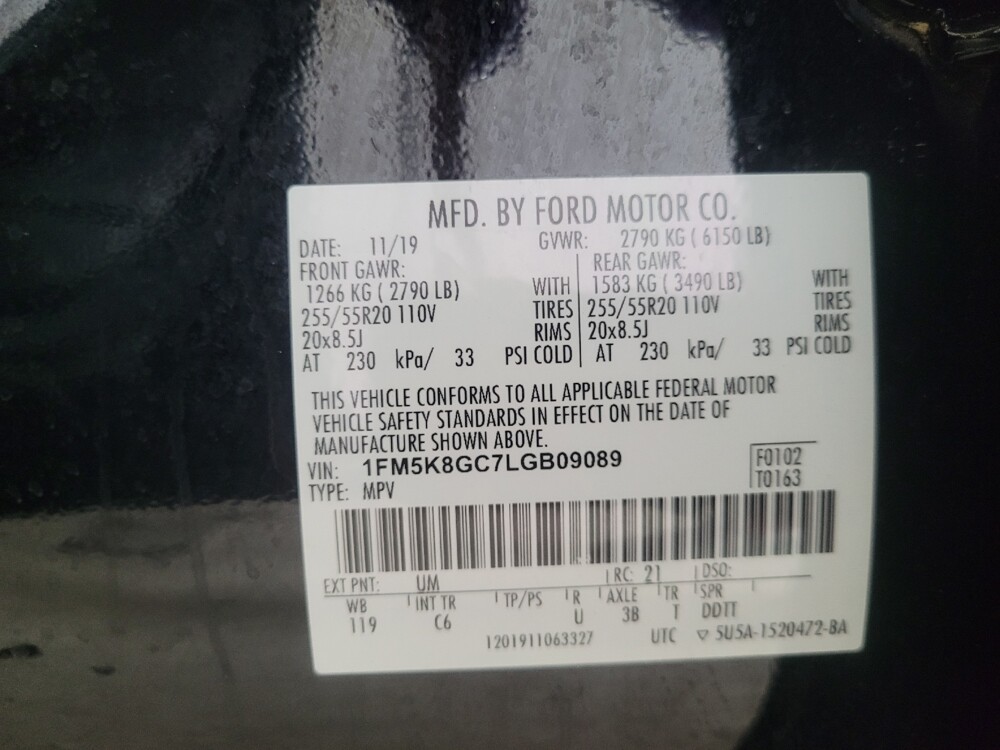 MFD. BY FORD MOTOR CO.
DATE: 11/19 GVWR: 2790 KG ( 6150 LB)
FRONT GAWR: REAR GAWR:
1266 KG ( 2790 LB) WITH 1583 KG ( 3490 LB) WITH
255/55R20 110V TIRES 255/55R20 110V TIRES
20x8.5J RIMS 20x8.5J RIMS
AT 230 kPa/ 33 PSI COLD AT 230 kPa/ 33 PSI COLD
THIS VEHICLE CONFORMS TO ALL APPLICABLE FEDERAL MOTOR
VEHICLE SAFETY STANDARDS IN EFFECT ON THE DATE OF
MANUFACTURE SHOWN ABOVE.
VIN: 1FM5K8GC7LGB09089 F0102
TYPE: MPV T0163
EXT PNT: UM RC: 21 DSO:
WB INT TR TP/PS R AXLE TR SPR
119 C6 U 3B T DDTT
1201911063327 UTC ▽ 5U5A-1520472-BA